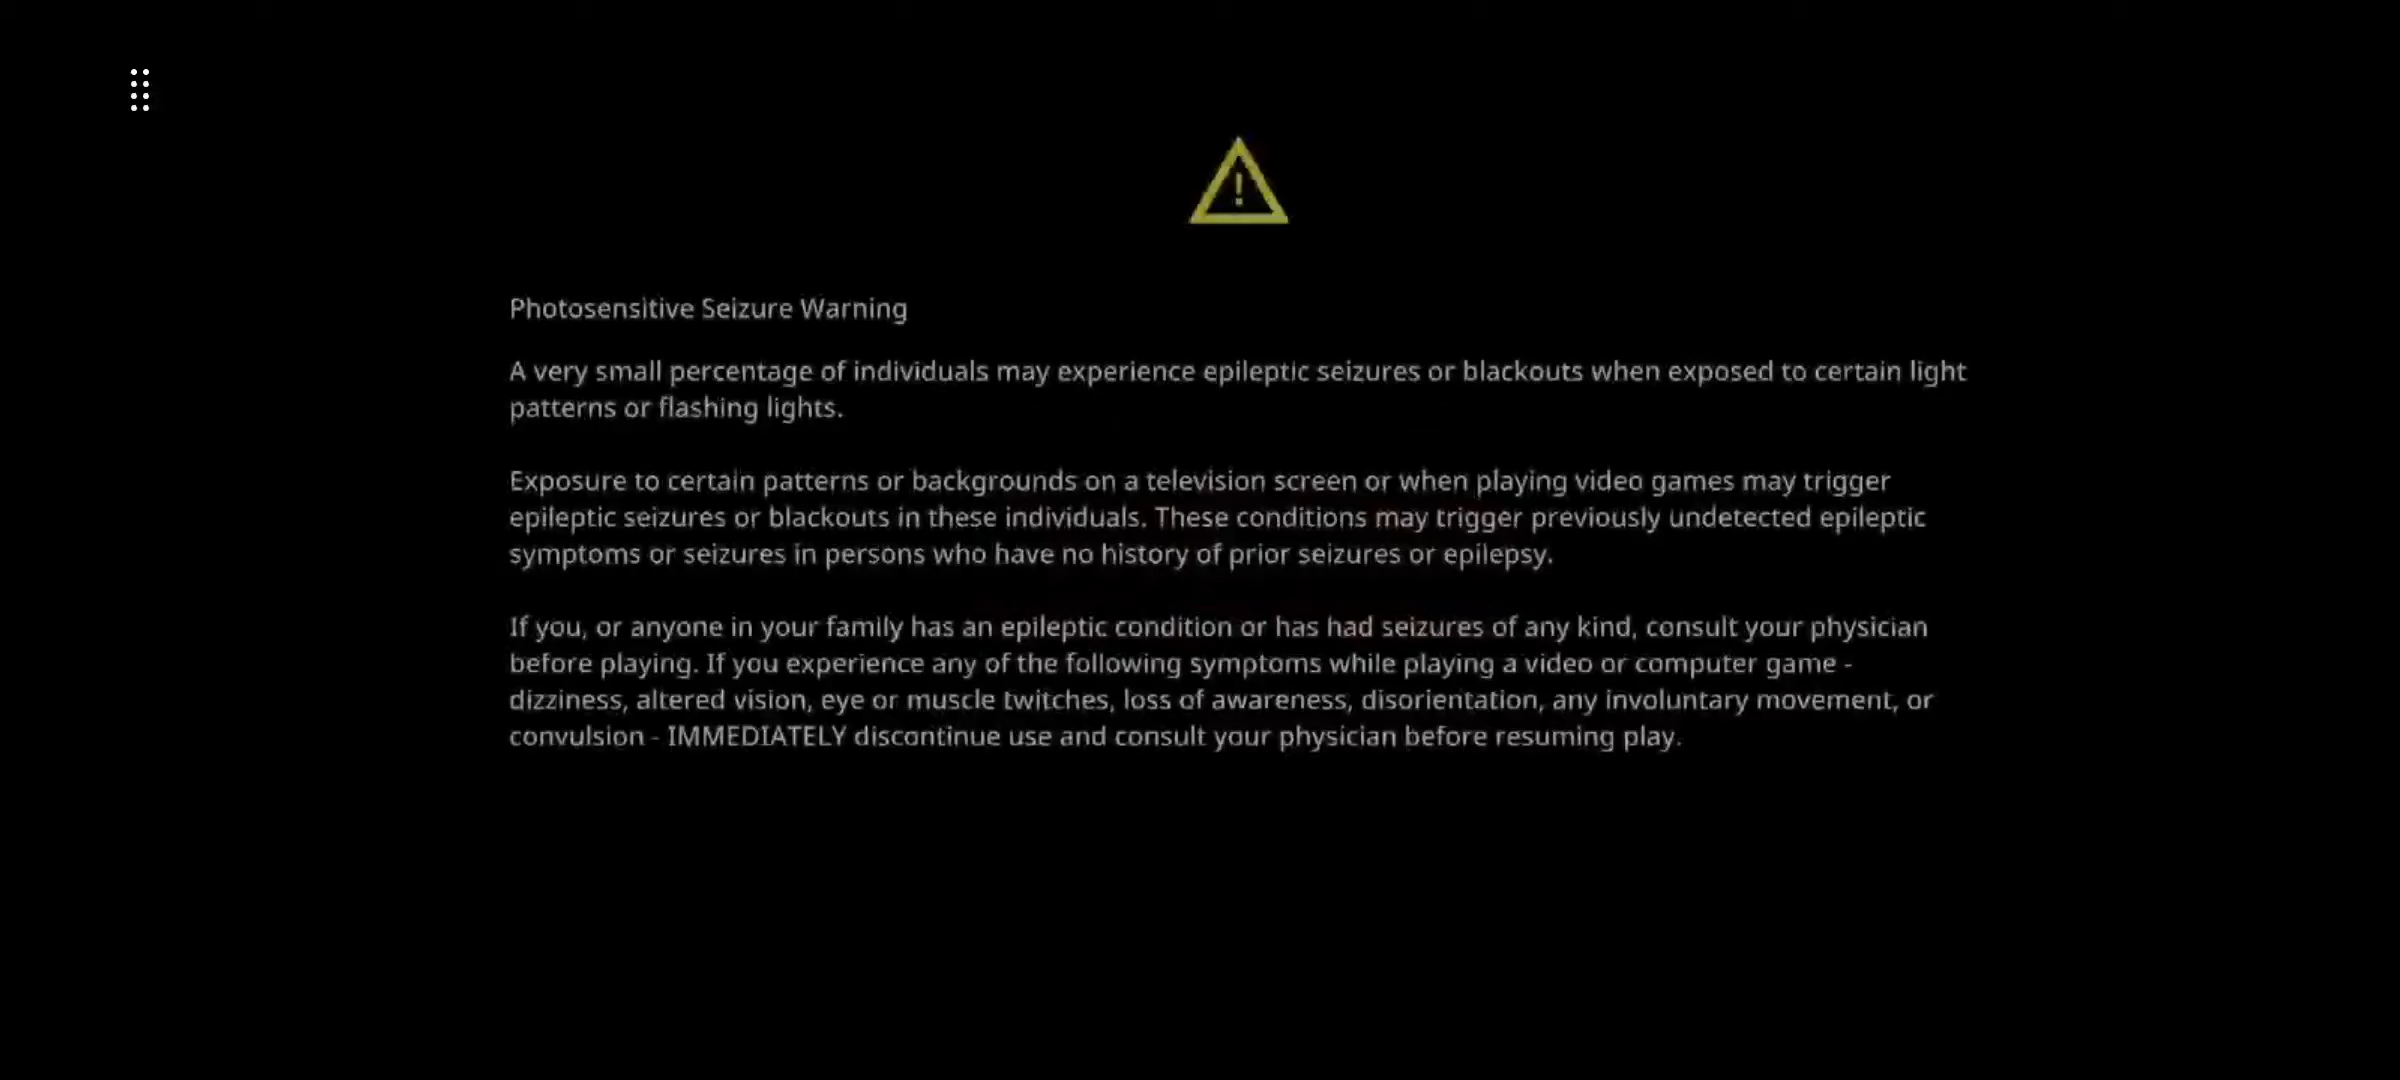 !
Photosensitive Seizure Warning
A very small percentage of individuals may experience epileptic seizures or blackouts when exposed to certain light
patterns or flashing lights.
Exposure to certain patterns or backgrounds on a television screen or when playing video games may trigger
epileptic seizures or blackouts in these individuals. These conditions may trigger previously undetected epileptic
symptoms or seizures in persons who have no history of prior seizures or epilepsy.
If you, or anyone in your family has an epileptic condition or has had seizures of any kind, consult your physician
before playing. If you experience any of the following symptoms while playing a video or computer game -
dizziness, altered vision, eye or muscle twitches, loss of awareness, disorientation, any involuntary movement, or
convulsion - IMMEDIATELY discontinue use and consult your physician before resuming play.